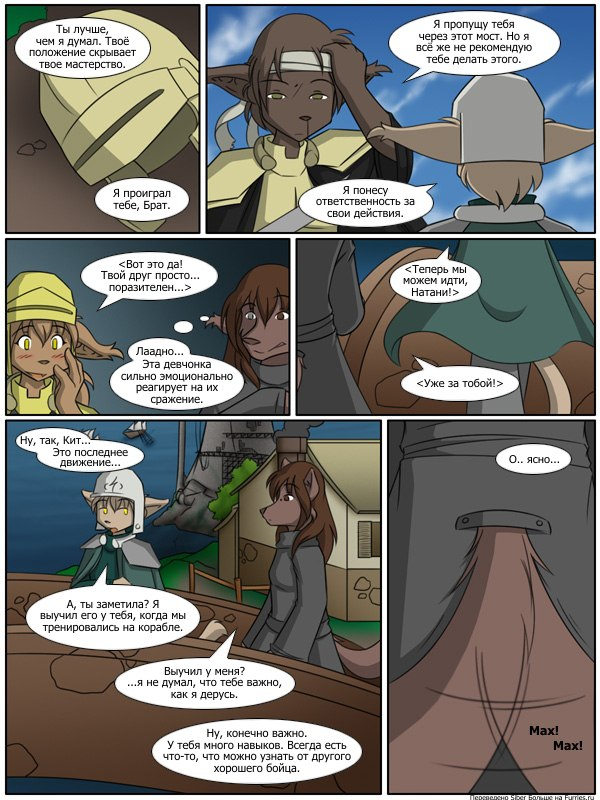 Ты лучше,
чем я думал. Твоё
положение скрывает
твое мастерство.
Я проиграл
тебе, Брат.
Я пропущу тебя
через этот мост. Но я
всё же не рекомендую
тебе делать этого.
Я понесу
ответственность за
свои действия.
<Вот это да!
Твой друг просто...
поразителен...>
Лаадно...
Эта девчонка
сильно эмоционально
реагирует на их
сражение.
<Теперь мы
можем идти,
Натани!>
<Уже за тобой!>
Ну, так, Кит...
Это последнее
движение...
А, ты заметила? Я
выучил его у тебя, когда мы
тренировались на корабле.
Выучил у меня?
...я не думал, что тебе важно,
как я дерусь.
Ну, конечно важно.
У тебя много навыков. Всегда есть
что-то, что можно узнать от другого
хорошего бойца.
О.. ясно...
Мах!
Мах!
Переведено Siber Больше на Furries.ru